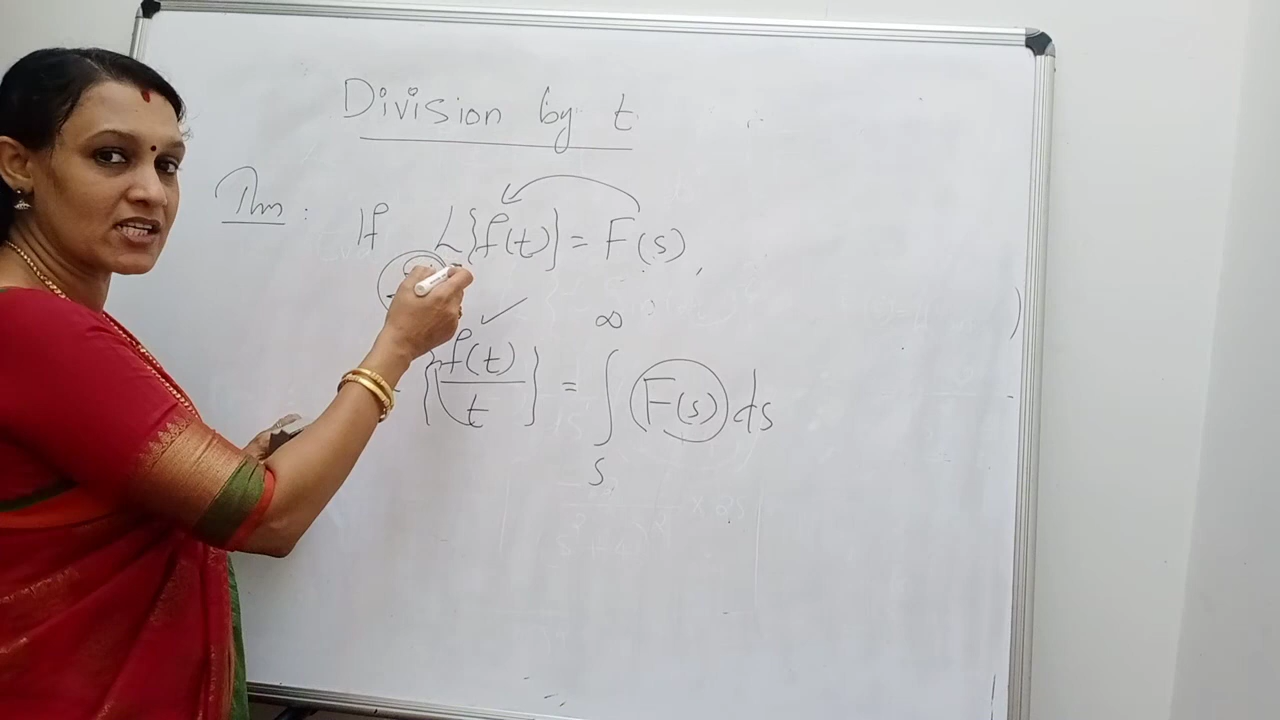 Division by t
Thm : If L{f(t)} = F(s),
{f(t)/t} = ∫ₛ^∞ F(s) ds